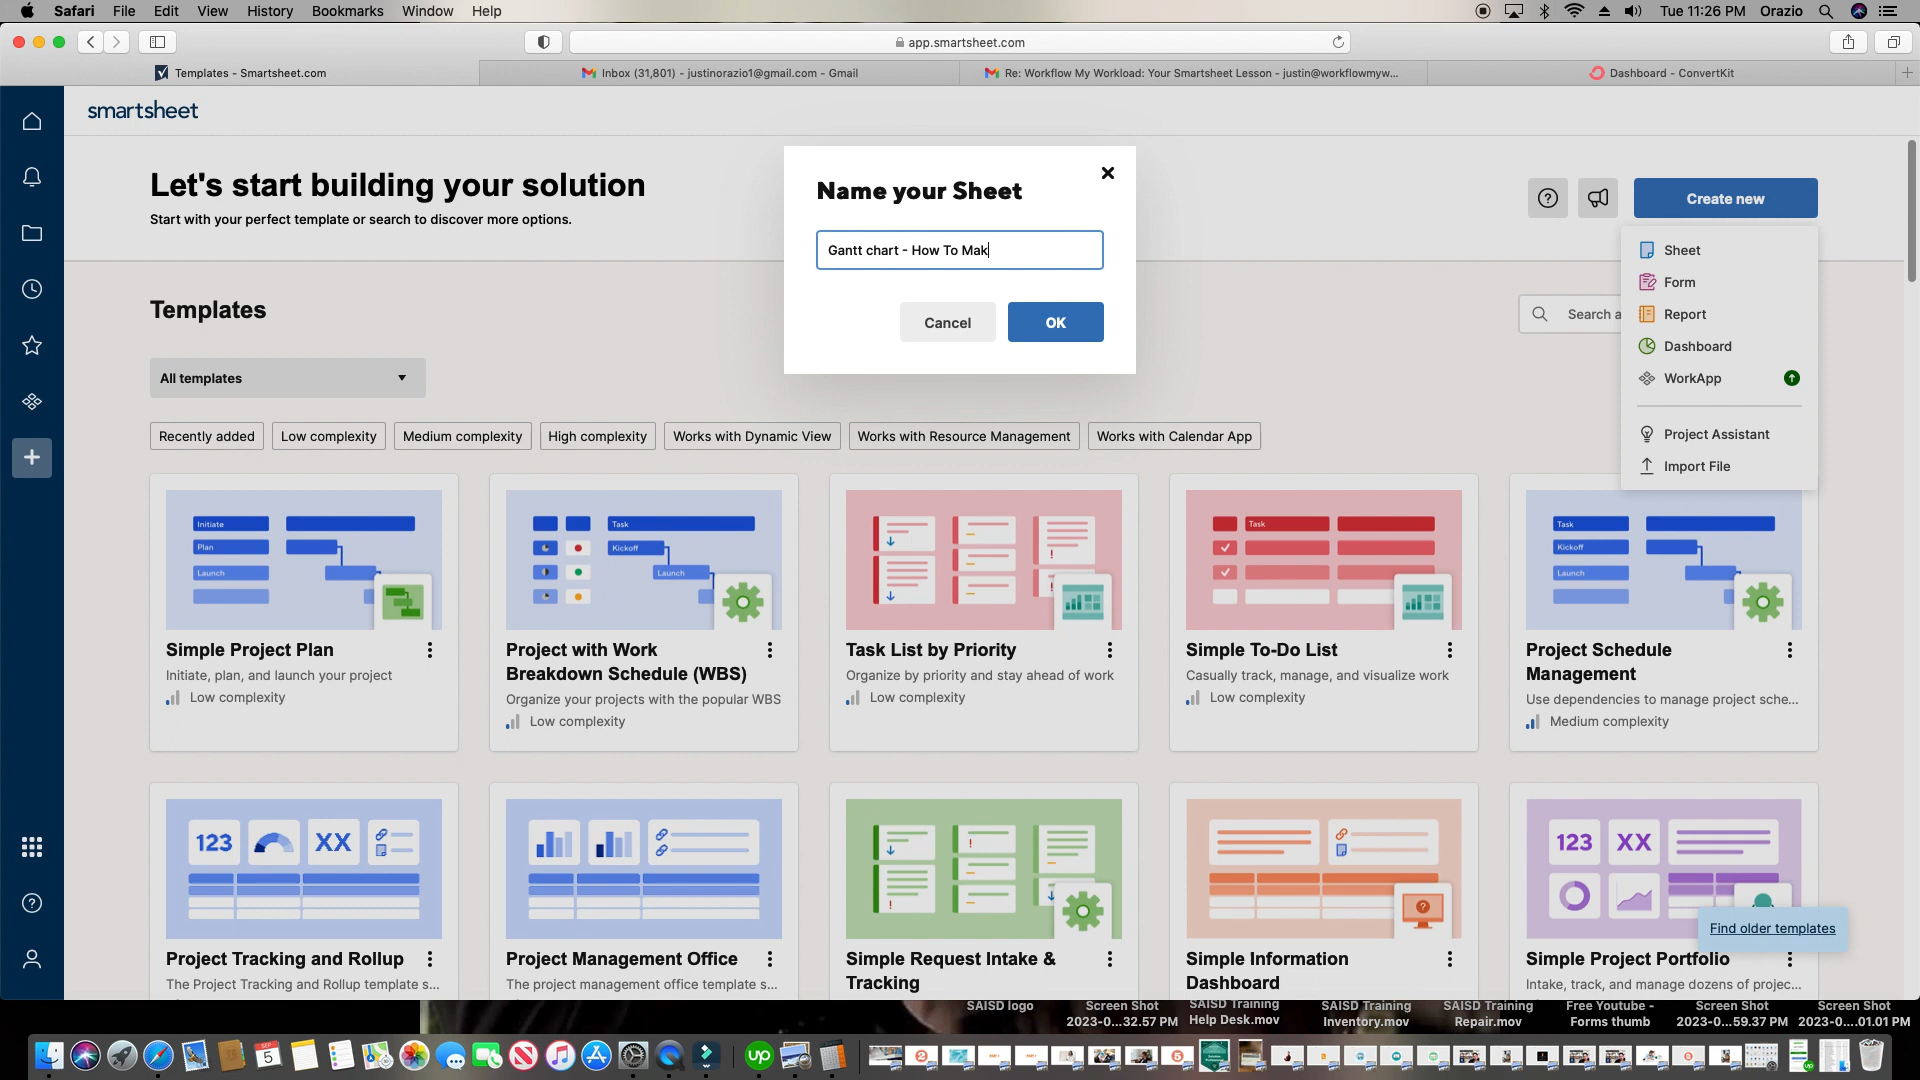 Safari File Edit View History Bookmarks Window Help Tue 11:26 PM Orazio
app.smartsheet.com
Templates - Smartsheet.com
Inbox (31,801) - justinorazio1@gmail.com - Gmail
Re: Workflow My Workload: Your Smartsheet Lesson - justin@workflowmyw...
Dashboard - ConvertKit
smartsheet
Let's start building your solution
Start with your perfect template or search to discover more options.
Create new
Name your Sheet
Gantt chart - How To Mak
Cancel
OK
Sheet
Form
Report
Dashboard
WorkApp
Project Assistant
Import File
Templates
Search a
All templates
Recently added
Low complexity
Medium complexity
High complexity
Works with Dynamic View
Works with Resource Management
Works with Calendar App
Initiate
Plan
Launch
Simple Project Plan
Initiate, plan, and launch your project
Low complexity
Task
Kickoff
Launch
Project with Work
Breakdown Schedule (WBS)
Organize your projects with the popular WBS
Low complexity
Task List by Priority
Organize by priority and stay ahead of work
Low complexity
Task
Simple To-Do List
Casually track, manage, and visualize work
Low complexity
Task
Kickoff
Launch
Project Schedule
Management
Use dependencies to manage project sche...
Medium complexity
123
XX
Project Tracking and Rollup
The Project Tracking and Rollup template s...
Project Management Office
The project management office template s...
Simple Request Intake &
Tracking
Simple Information
Dashboard
123
XX
Find older templates
Simple Project Portfolio
Intake, track, and manage dozens of projec...
SAISD logo
Screen Shot
2023-0...32.57 PM
SAISD Training
Help Desk.mov
SAISD Training
Inventory.mov
SAISD Training
Repair.mov
Free Youtube -
Forms thumb
Screen Shot
2023-0...59.37 PM
Screen Shot
2023-0....01.01 PM
SEP
5
up